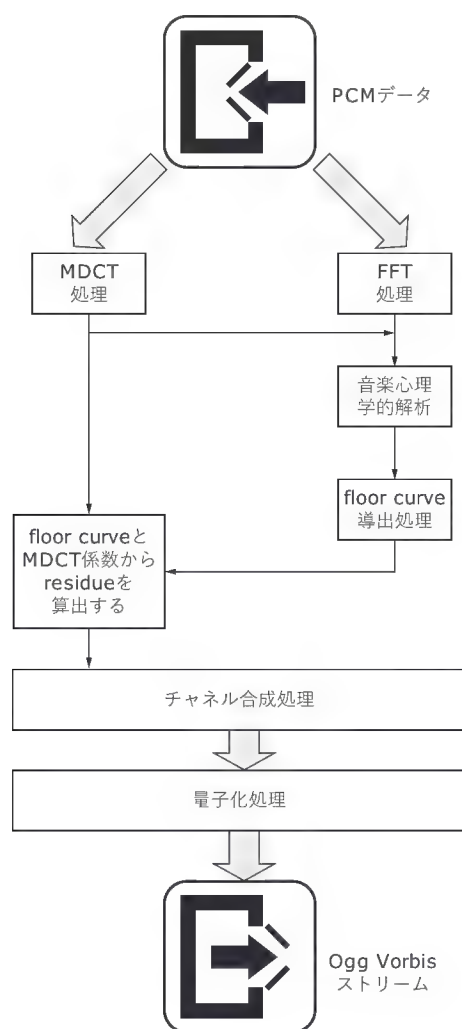 PCMデータ
MDCT
処理
FFT
処理
音楽心理
学的解析
floor curve
導出処理
floor curveと
MDCT係数から
residueを
算出する
チャネル合成処理
量子化処理
Ogg Vorbis
ストリーム